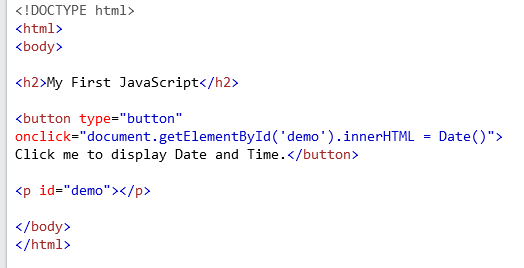 <!DOCTYPE html>
<html>
<body>
<h2>My First JavaScript</h2>
<button type="button"
onclick="document.getElementById('demo').innerHTML = Date()">
Click me to display Date and Time.</button>
<p id="demo"></p>
</body>
</html>